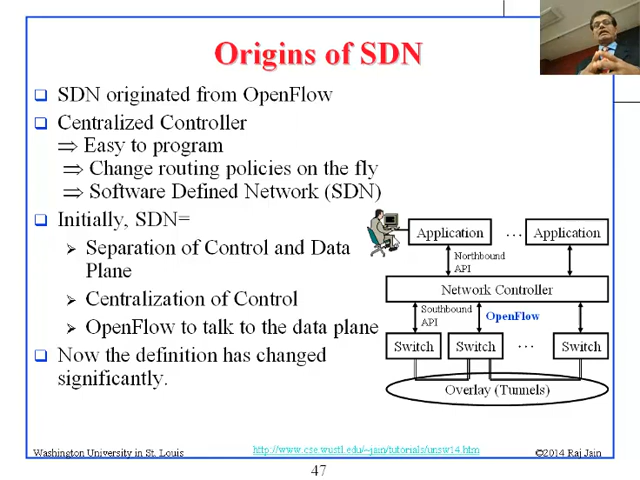 Origins of SDN
SDN originated from OpenFlow
Centralized Controller
⇒ Easy to program
⇒ Change routing policies on the fly
⇒ Software Defined Network (SDN)
Initially, SDN=
Separation of Control and Data
Plane
Centralization of Control
OpenFlow to talk to the data plane
Now the definition has changed
significantly.
Application ... Application
Northbound
API
Network Controller
Southbound
API
OpenFlow
Switch Switch ... Switch
Overlay (Tunnels)
Washington University in St. Louis
http://www.cse.wustl.edu/~jain/tutorials/unsw14.htm
©2014 Raj Jain
47